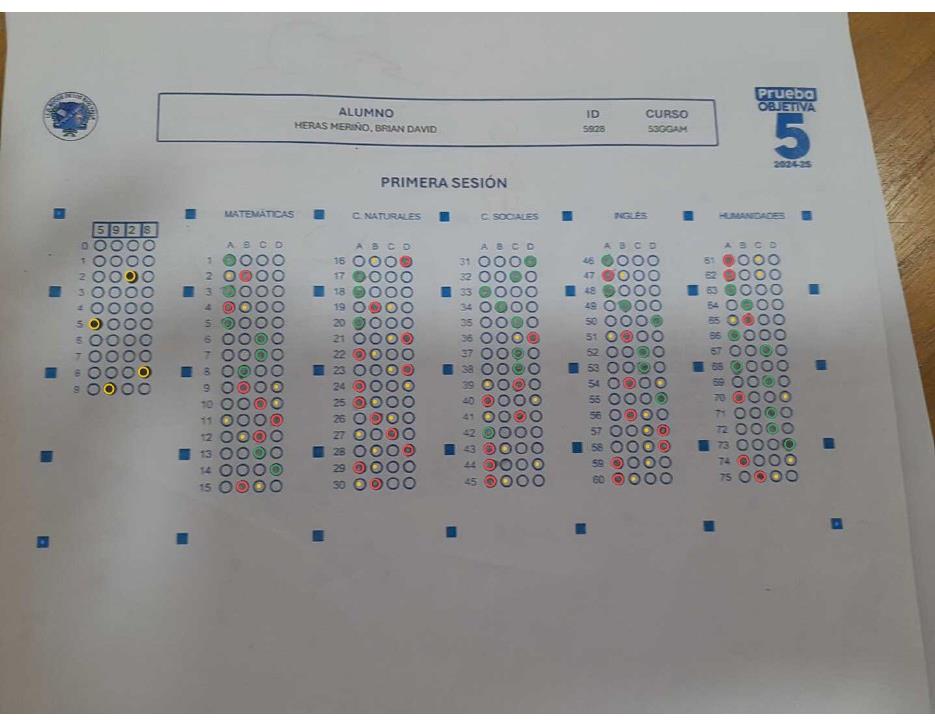 ALUMNO ID CURSO
HERAS MERIÑO, BRIAN DAVID 5928 53GGAM
Prueba
OBJETIVA
5
2024-25
PRIMERA SESIÓN
MATEMÁTICAS C. NATURALES C. SOCIALES INGLÉS HUMANIDADES
5 9 2 8
A B C D A B C D A B C D A B C D A B C D
0
1 1 16 31 46 61
2 2 17 32 47 62
3 3 18 33 48 63
4 4 19 34 49 64
5 5 20 35 50 65
6 6 21 36 51 66
7 7 22 37 52 67
8 8 23 38 53 68
9 9 24 39 54 69
10 25 40 55 70
11 26 41 56 71
12 27 42 57 72
13 28 43 58 73
14 29 44 59 74
15 30 45 60 75